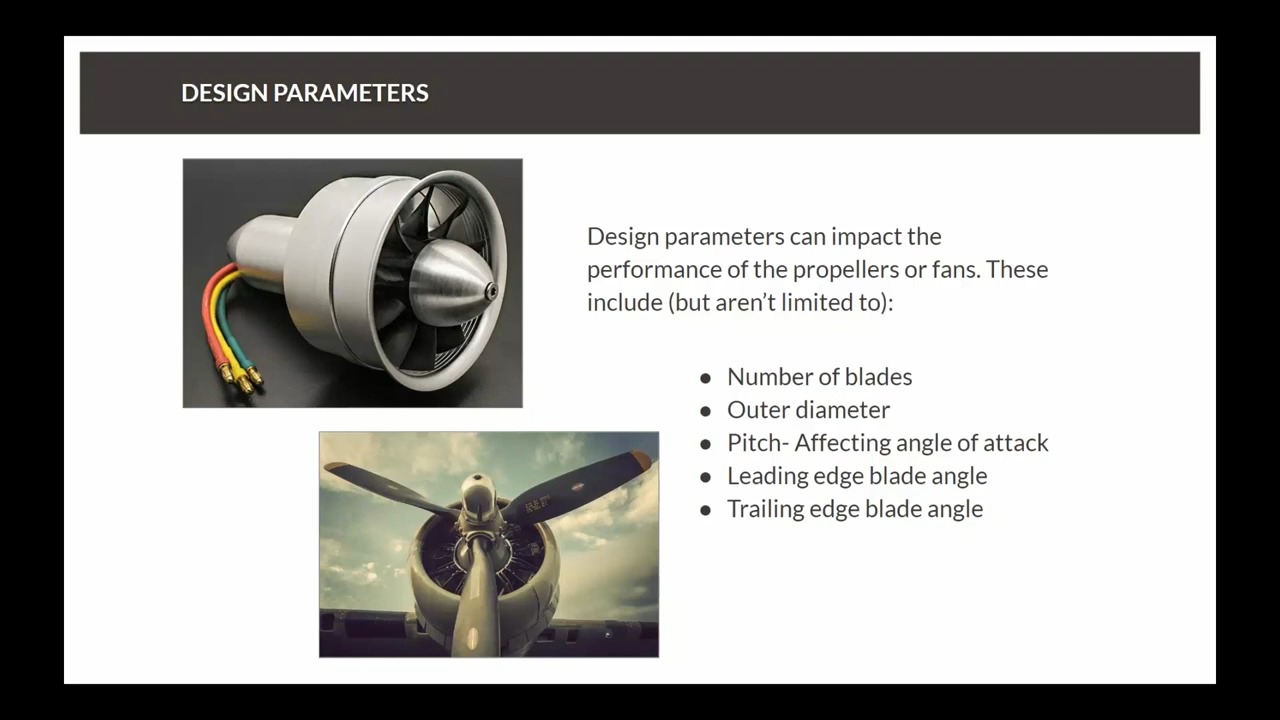 DESIGN PARAMETERS
Design parameters can impact the
performance of the propellers or fans. These
include (but aren’t limited to):
● Number of blades
● Outer diameter
● Pitch- Affecting angle of attack
● Leading edge blade angle
● Trailing edge blade angle